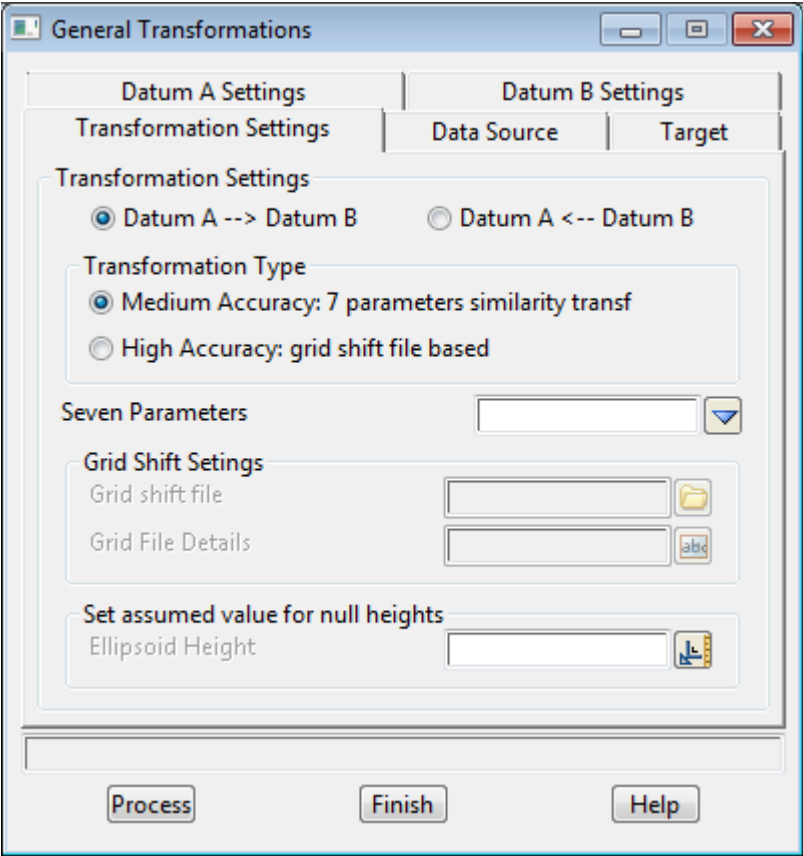 General Transformations
Datum A Settings Datum B Settings
Transformation Settings Data Source Target
Transformation Settings
Datum A --> Datum B Datum A <-- Datum B
Transformation Type
Medium Accuracy: 7 parameters similarity transf
High Accuracy: grid shift file based
Seven Parameters
Grid Shift Setings
Grid shift file
Grid File Details
abc
Set assumed value for null heights
Ellipsoid Height
Process Finish Help